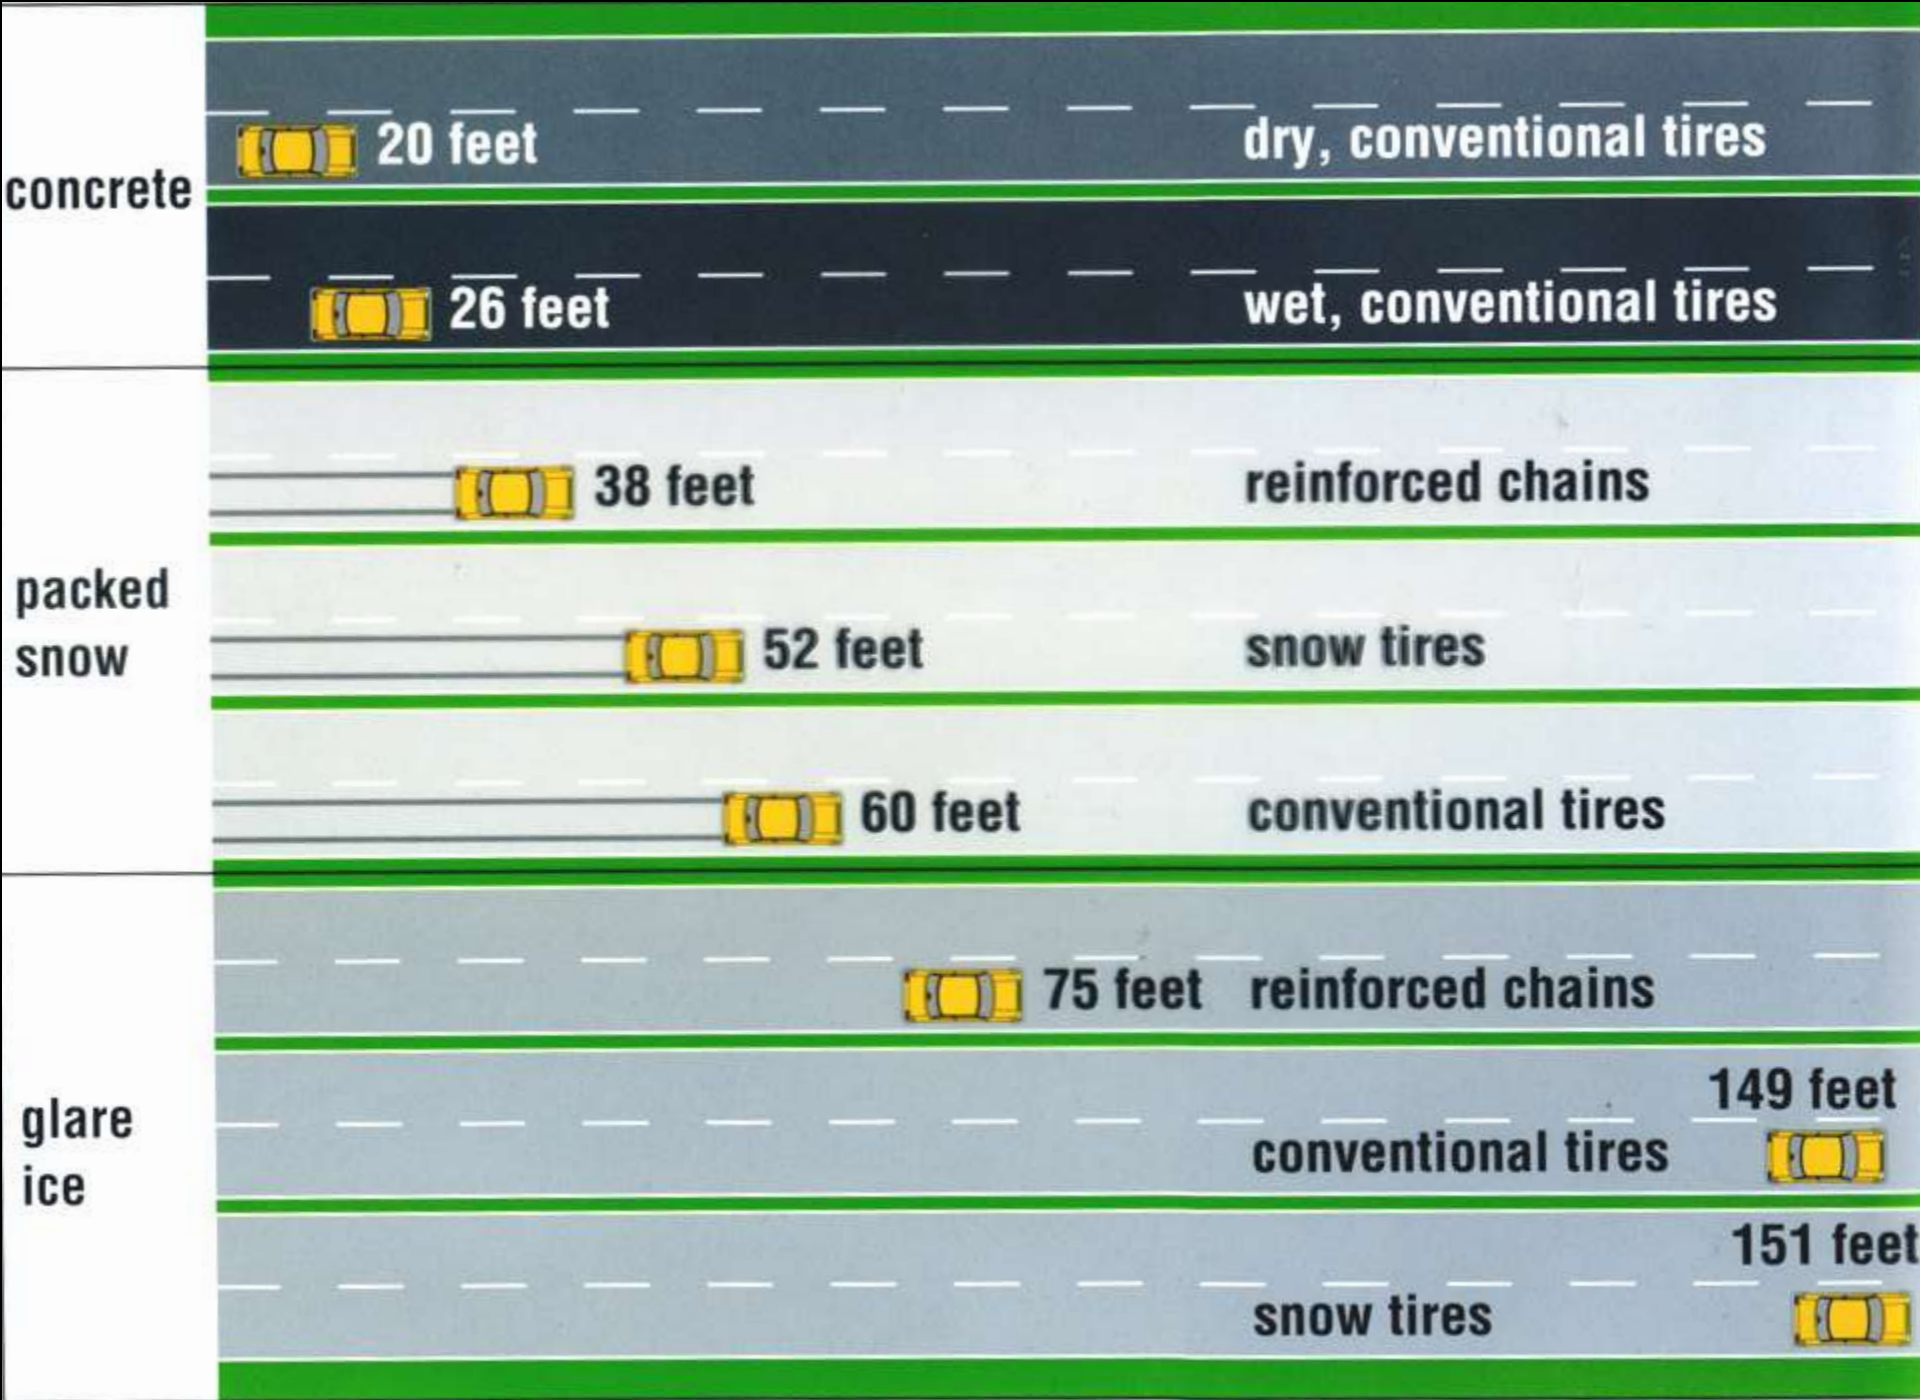 concrete
20 feet
dry, conventional tires
26 feet
wet, conventional tires
packed
snow
38 feet
reinforced chains
52 feet
snow tires
60 feet
conventional tires
glare
ice
75 feet
reinforced chains
149 feet
conventional tires
151 feet
snow tires